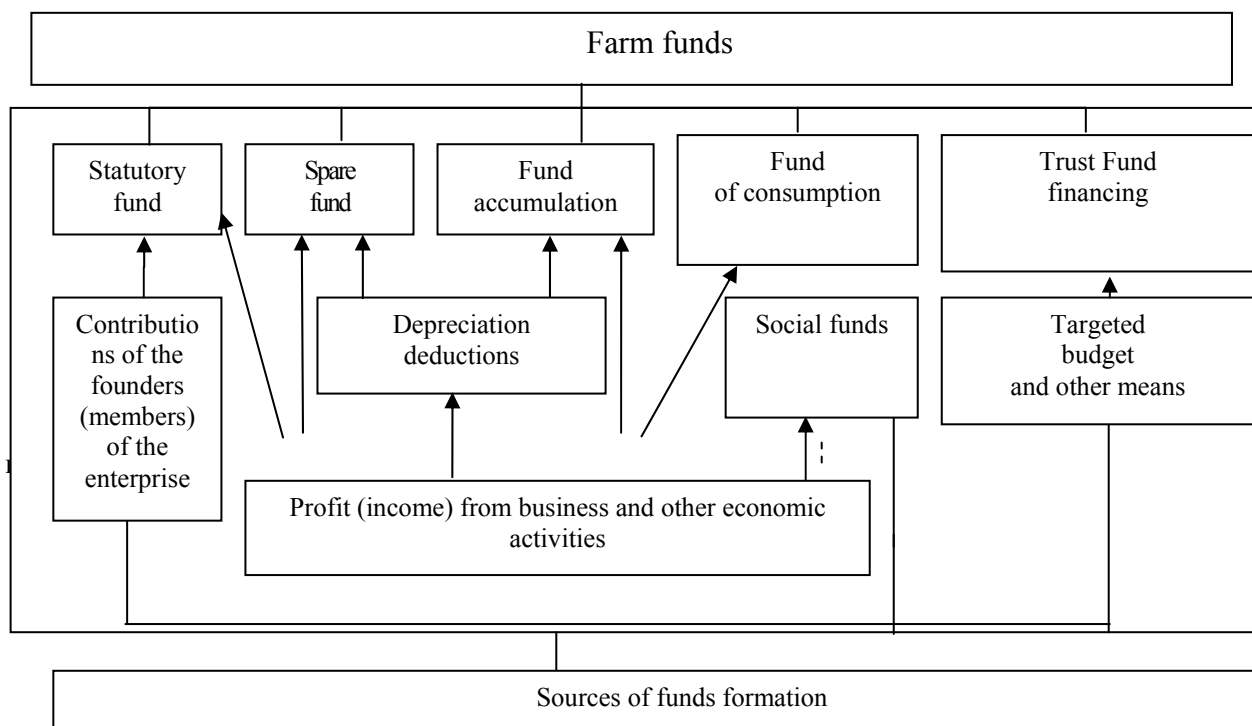 Farm funds
Statutory
fund
Spare
fund
Fund
accumulation
Fund
of consumption
Trust Fund
financing
Contributio
ns of the
founders
(members)
of the
enterprise
Depreciation
deductions
Social funds
Targeted
budget
and other means
Profit (income) from business and other economic
activities
Sources of funds formation